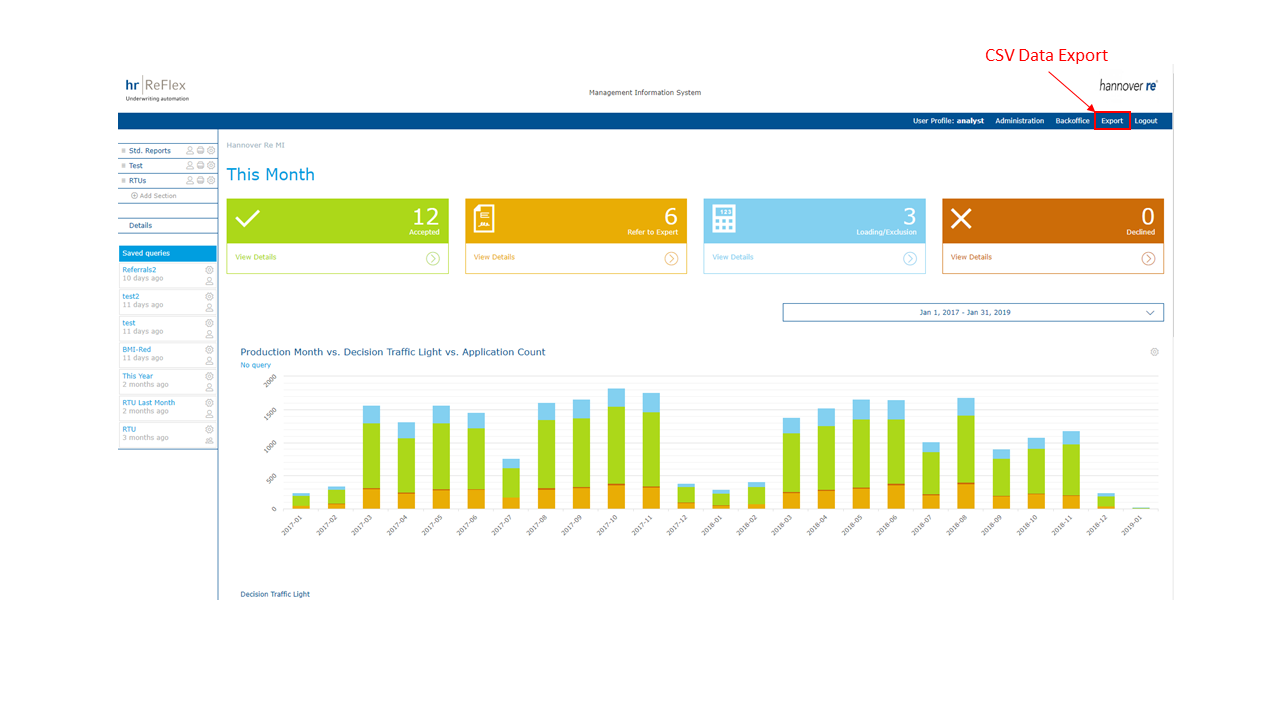 CSV Data Export
hr ReFlex
Underwriting automation
Management Information System
hannover re®
User Profile: analyst Administration Backoffice Export Logout
Std. Reports
Test
RTUs
Add Section
Details
Saved queries
Referrals2
10 days ago
test2
11 days ago
test
11 days ago
BMI-Red
11 days ago
This Year
2 months ago
RTU Last Month
2 months ago
RTU
3 months ago
Hannover Re MI
This Month
12
Accepted
View Details
6
Refer to Expert
View Details
123
3
Loading/Exclusion
View Details
0
Declined
View Details
Jan 1, 2017 - Jan 31, 2019
Production Month vs. Decision Traffic Light vs. Application Count
No query
2000
1500
1000
500
0
2017-01 2017-02 2017-03 2017-04 2017-05 2017-06 2017-07 2017-08 2017-09 2017-10 2017-11 2017-12 2018-01 2018-02 2018-03 2018-04 2018-05 2018-06 2018-07 2018-08 2018-09 2018-10 2018-11 2018-12 2019-01
Decision Traffic Light